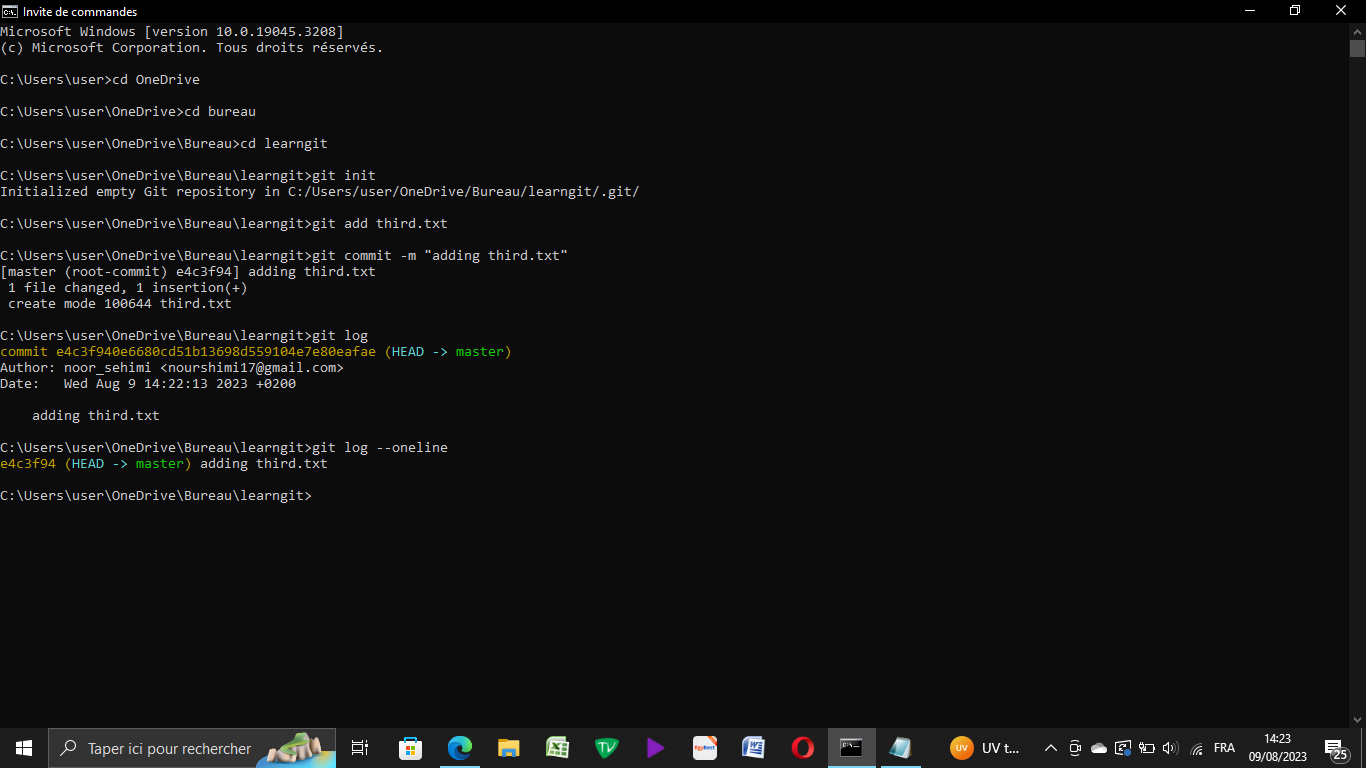 Invite de commandes
Microsoft Windows [version 10.0.19045.3208]
(c) Microsoft Corporation. Tous droits réservés.
C:\Users\user>cd OneDrive
C:\Users\user\OneDrive>cd bureau
C:\Users\user\OneDrive\Bureau>cd learngit
C:\Users\user\OneDrive\Bureau\learngit>git init
Initialized empty Git repository in C:/Users/user/OneDrive/Bureau/learngit/.git/
C:\Users\user\OneDrive\Bureau\learngit>git add third.txt
C:\Users\user\OneDrive\Bureau\learngit>git commit -m "adding third.txt"
[master (root-commit) e4c3f94] adding third.txt
 1 file changed, 1 insertion(+)
 create mode 100644 third.txt
C:\Users\user\OneDrive\Bureau\learngit>git log
commit e4c3f940e6680cd51b13698d559104e7e80eafae (HEAD -> master)
Author: noor_sehimi <nourshimi17@gmail.com>
Date:   Wed Aug 9 14:22:13 2023 +0200
    adding third.txt
C:\Users\user\OneDrive\Bureau\learngit>git log --oneline
e4c3f94 (HEAD -> master) adding third.txt
C:\Users\user\OneDrive\Bureau\learngit>
Taper ici pour rechercher
TV
EgyBest
UV
UV t...
FRA
14:23
09/08/2023
25